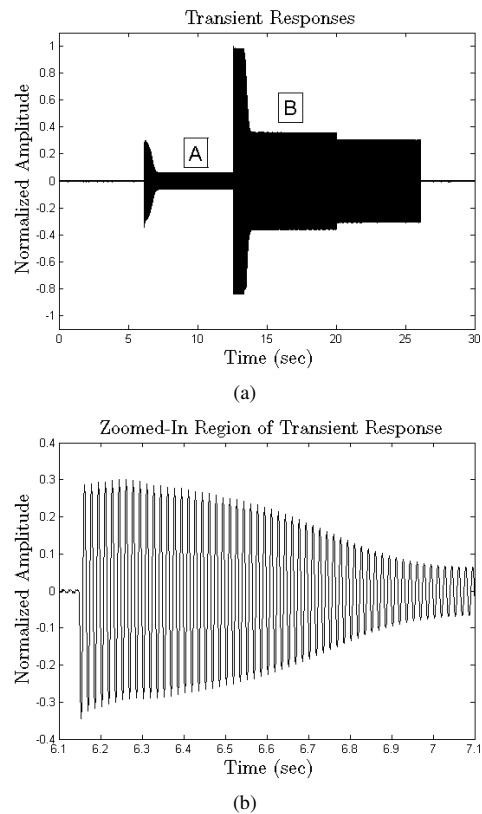 Transient Responses
Normalized Amplitude
1
0.8
0.6
0.4
0.2
0
-0.2
-0.4
-0.6
-0.8
-1
A
B
0 5 10 15 20 25 30
Time (sec)
(a)
Zoomed-In Region of Transient Response
Normalized Amplitude
0.4
0.3
0.2
0.1
0
-0.1
-0.2
-0.3
-0.4
6.1 6.2 6.3 6.4 6.5 6.6 6.7 6.8 6.9 7 7.1
Time (sec)
(b)